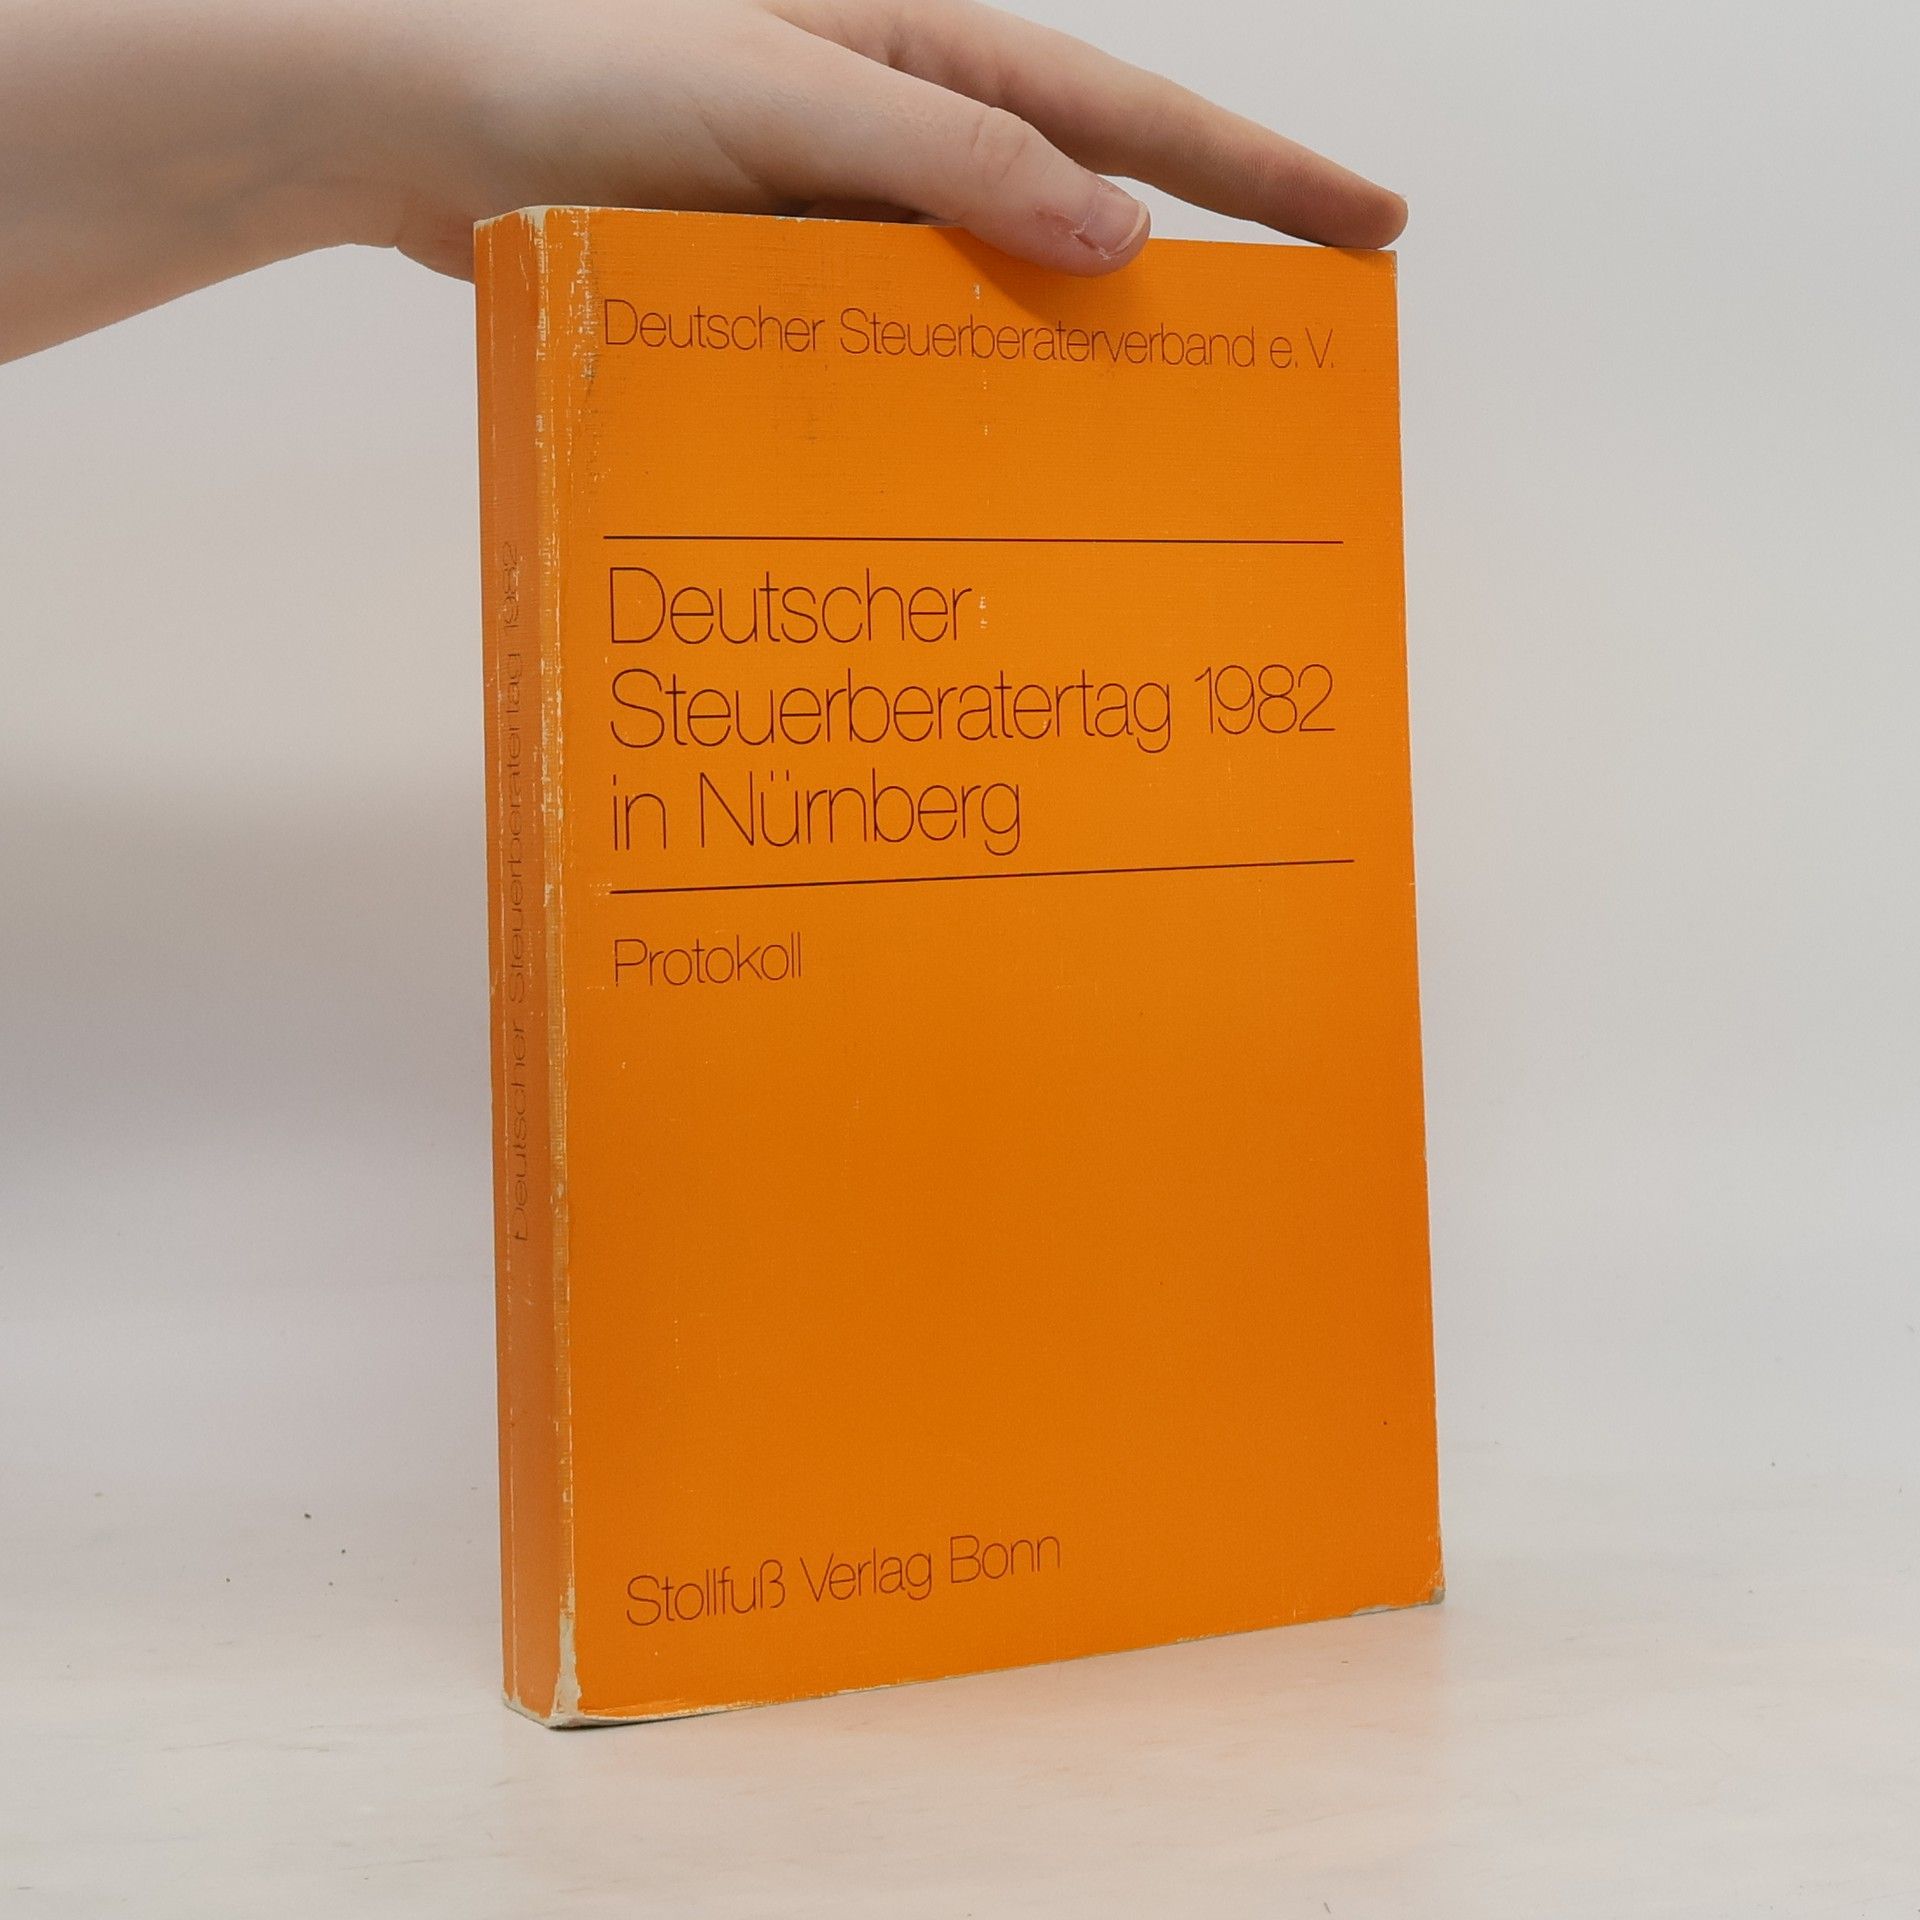 Deutscher Steuerberaterverband e. V.
Deutscher
Steuerberatertag 1982
in Nürnberg
Protokoll
Stollfuß Verlag Bonn
Deutscher Steuerberatertag 1982